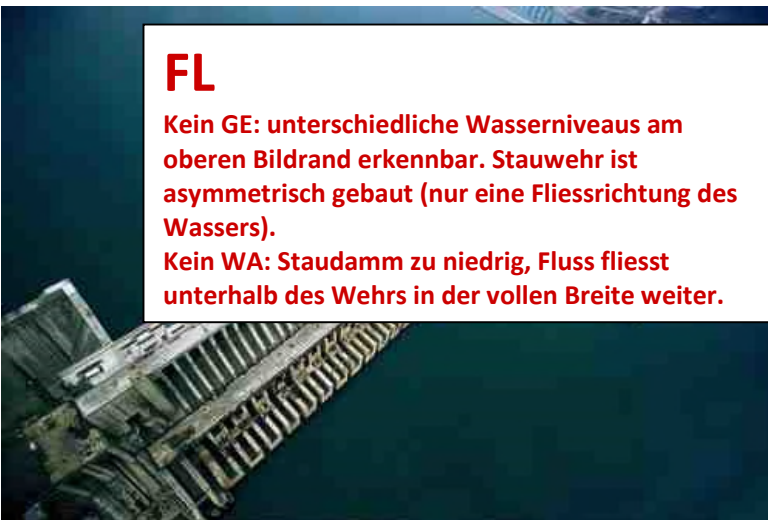 FL
Kein GE: unterschiedliche Wasserniveaus am
oberen Bildrand erkennbar. Stauwehr ist
asymmetrisch gebaut (nur eine Fliessrichtung des
Wassers).
Kein WA: Staudamm zu niedrig, Fluss fliesst
unterhalb des Wehrs in der vollen Breite weiter.